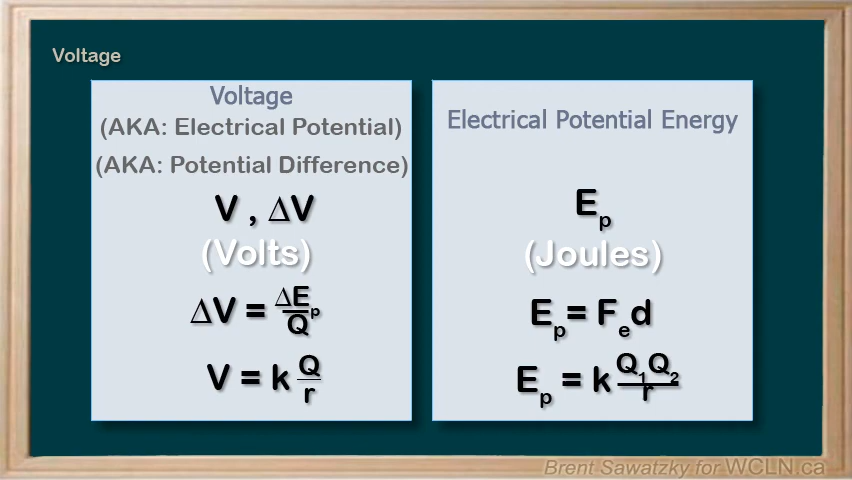 Voltage
Voltage
(AKA: Electrical Potential)
(AKA: Potential Difference)
V , ΔV
(Volts)
ΔV = ΔEp/Q
V = k Q/r
Electrical Potential Energy
Ep
(Joules)
Ep = Fed
Ep = k Q1Q2/r
Brent Sawatzky for WCLN.ca